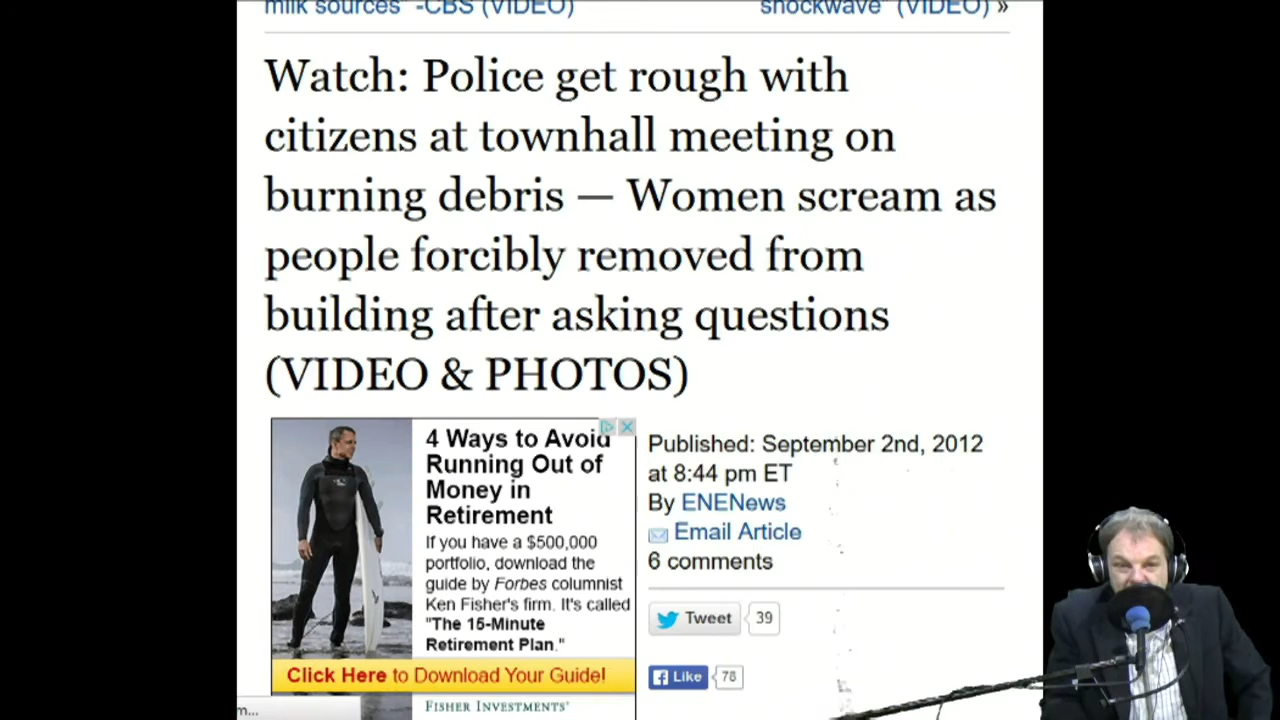 milk sources" -CBS (VIDEO)
shockwave" (VIDEO) »
Watch: Police get rough with
citizens at townhall meeting on
burning debris — Women scream as
people forcibly removed from
building after asking questions
(VIDEO & PHOTOS)
4 Ways to Avoid
Running Out of
Money in
Retirement
If you have a $500,000
portfolio, download the
guide by Forbes columnist
Ken Fisher's firm. It's called
"The 15-Minute
Retirement Plan."
Click Here to Download Your Guide!
FISHER INVESTMENTS
Published: September 2nd, 2012
at 8:44 pm ET
By ENENews
Email Article
6 comments
Tweet 39
Like 78
m...